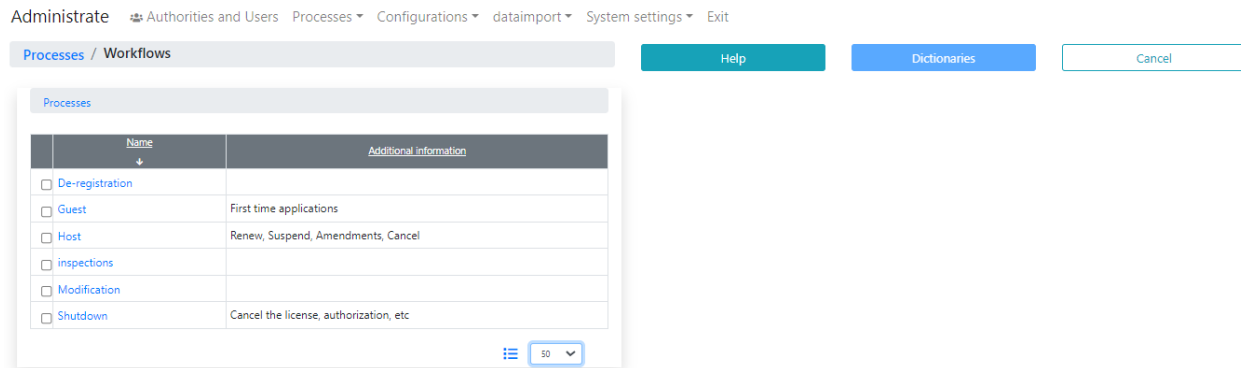 Administrate Authorities and Users Processes Configurations dataimport System settings Exit
Processes / Workflows
Help Dictionaries Cancel
Processes
Name Additional information
De-registration
Guest First time applications
Host Renew, Suspend, Amendments, Cancel
inspections
Modification
Shutdown Cancel the license, authorization, etc
50